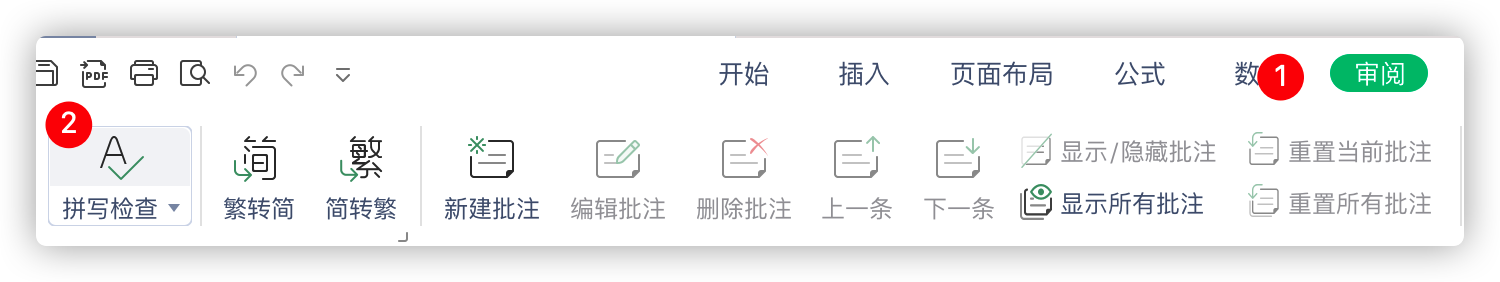 PDF 开始 插入 页面布局 公式 数 1 审阅
2
拼写检查 繁转简 简转繁 新建批注 编辑批注 删除批注 上一条 下一条
简 繁
显示/隐藏批注 重置当前批注
显示所有批注 重置所有批注